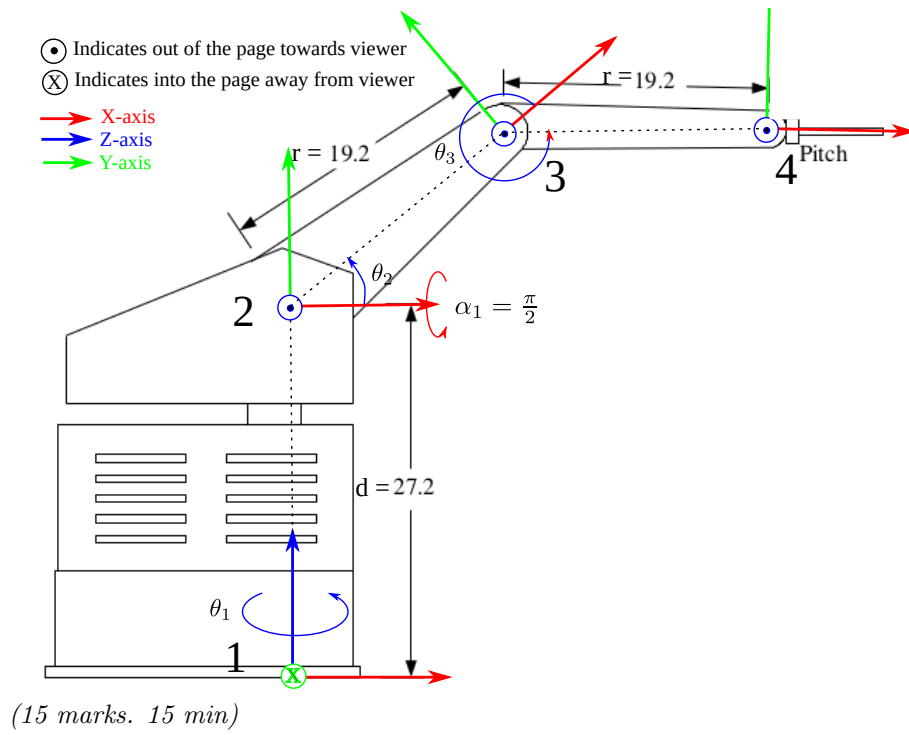 Indicates out of the page towards viewer
X Indicates into the page away from viewer
X-axis
Z-axis
Y-axis
r = 19.2
r = 19.2
θ₃
3
4
Pitch
θ₂
2
α₁ = π/2
d = 27.2
θ₁
1
X
(15 marks. 15 min)